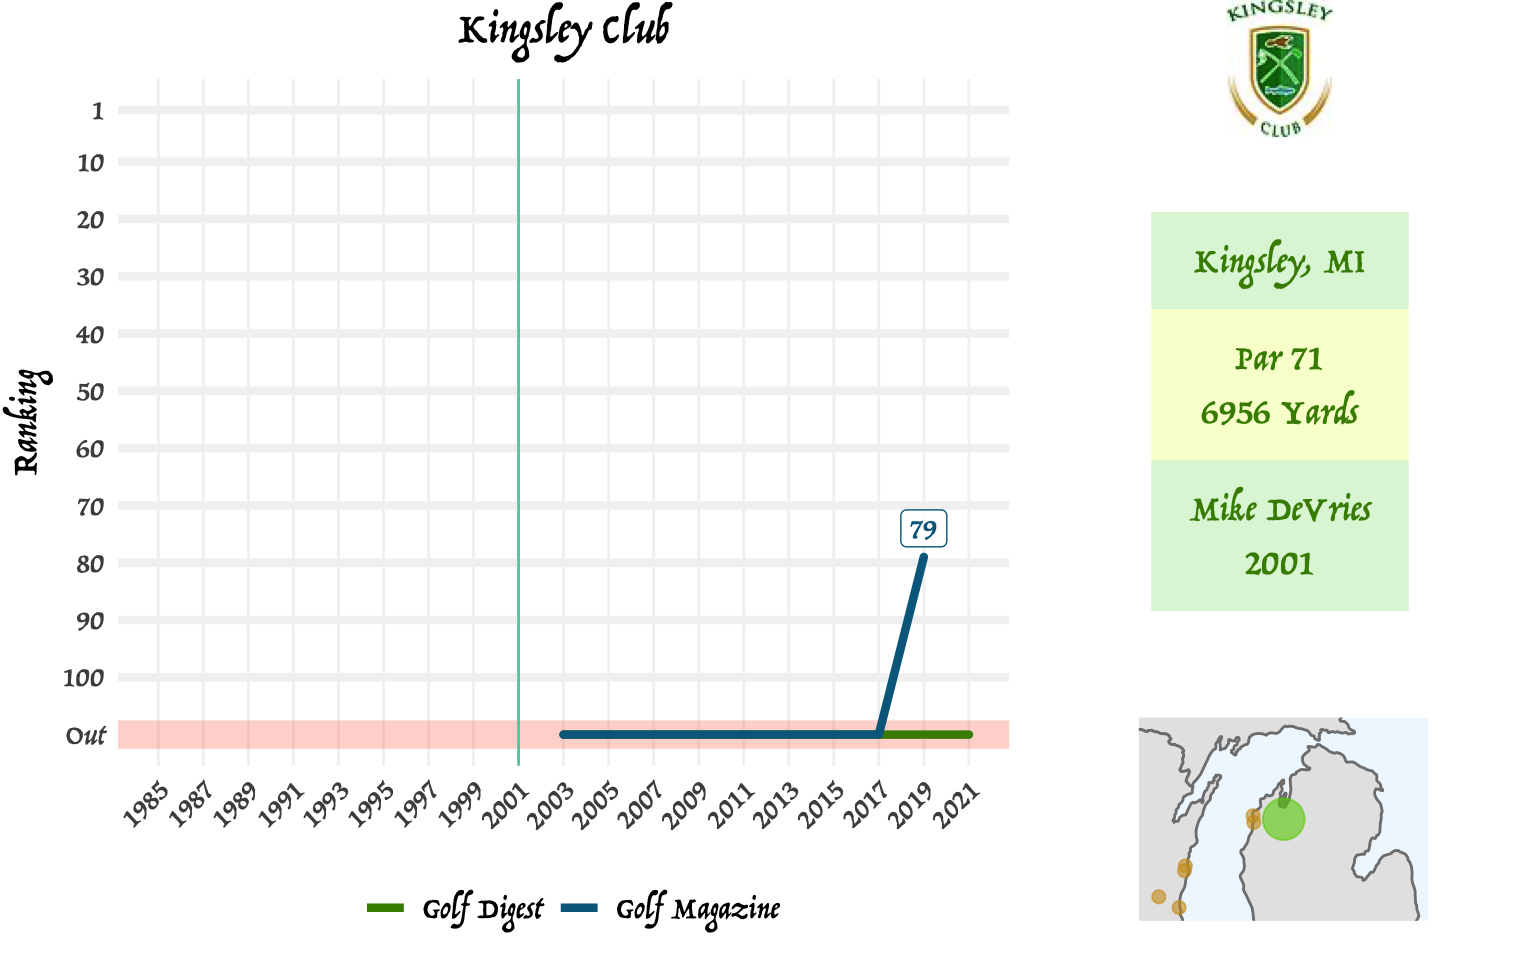 Kingsley Club
Ranking
1
10
20
30
40
50
60
70
80
90
100
Out
79
1985
1987
1989
1991
1993
1995
1997
1999
2001
2003
2005
2007
2009
2011
2013
2015
2017
2019
2021
Golf Digest
Golf Magazine
KINGSLEY
CLUB
Kingsley, MI
Par 71
6956 Yards
Mike DeVries
2001